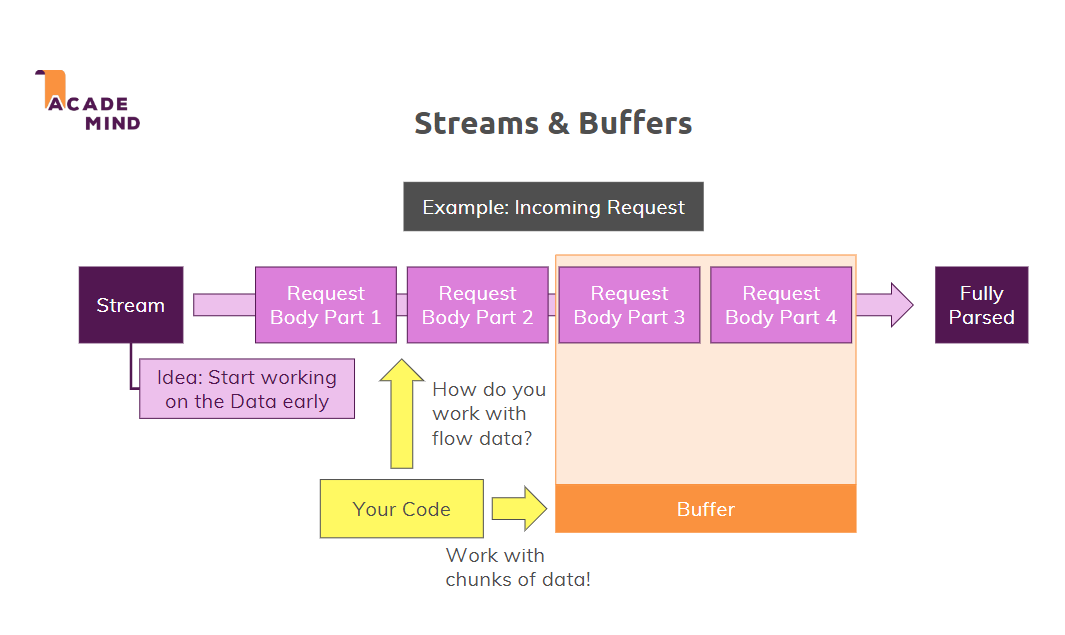 ACADE
MIND
Streams & Buffers
Example: Incoming Request
Stream
Request
Body Part 1
Request
Body Part 2
Request
Body Part 3
Request
Body Part 4
Fully
Parsed
Idea: Start working
on the Data early
How do you
work with
flow data?
Your Code
Buffer
Work with
chunks of data!